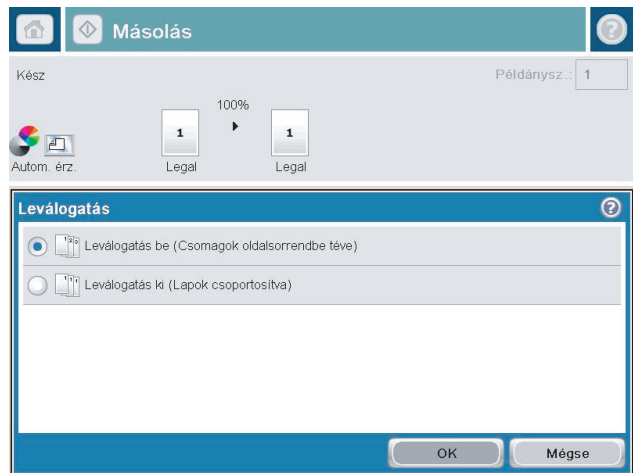 Másolás
Kész
Példánysz.: 1
100%
1 1
Autom. érz. Legal Legal
Leválogatás
Leválogatás be (Csomagok oldalsorrendbe téve)
Leválogatás ki (Lapok csoportosítva)
OK Mégse